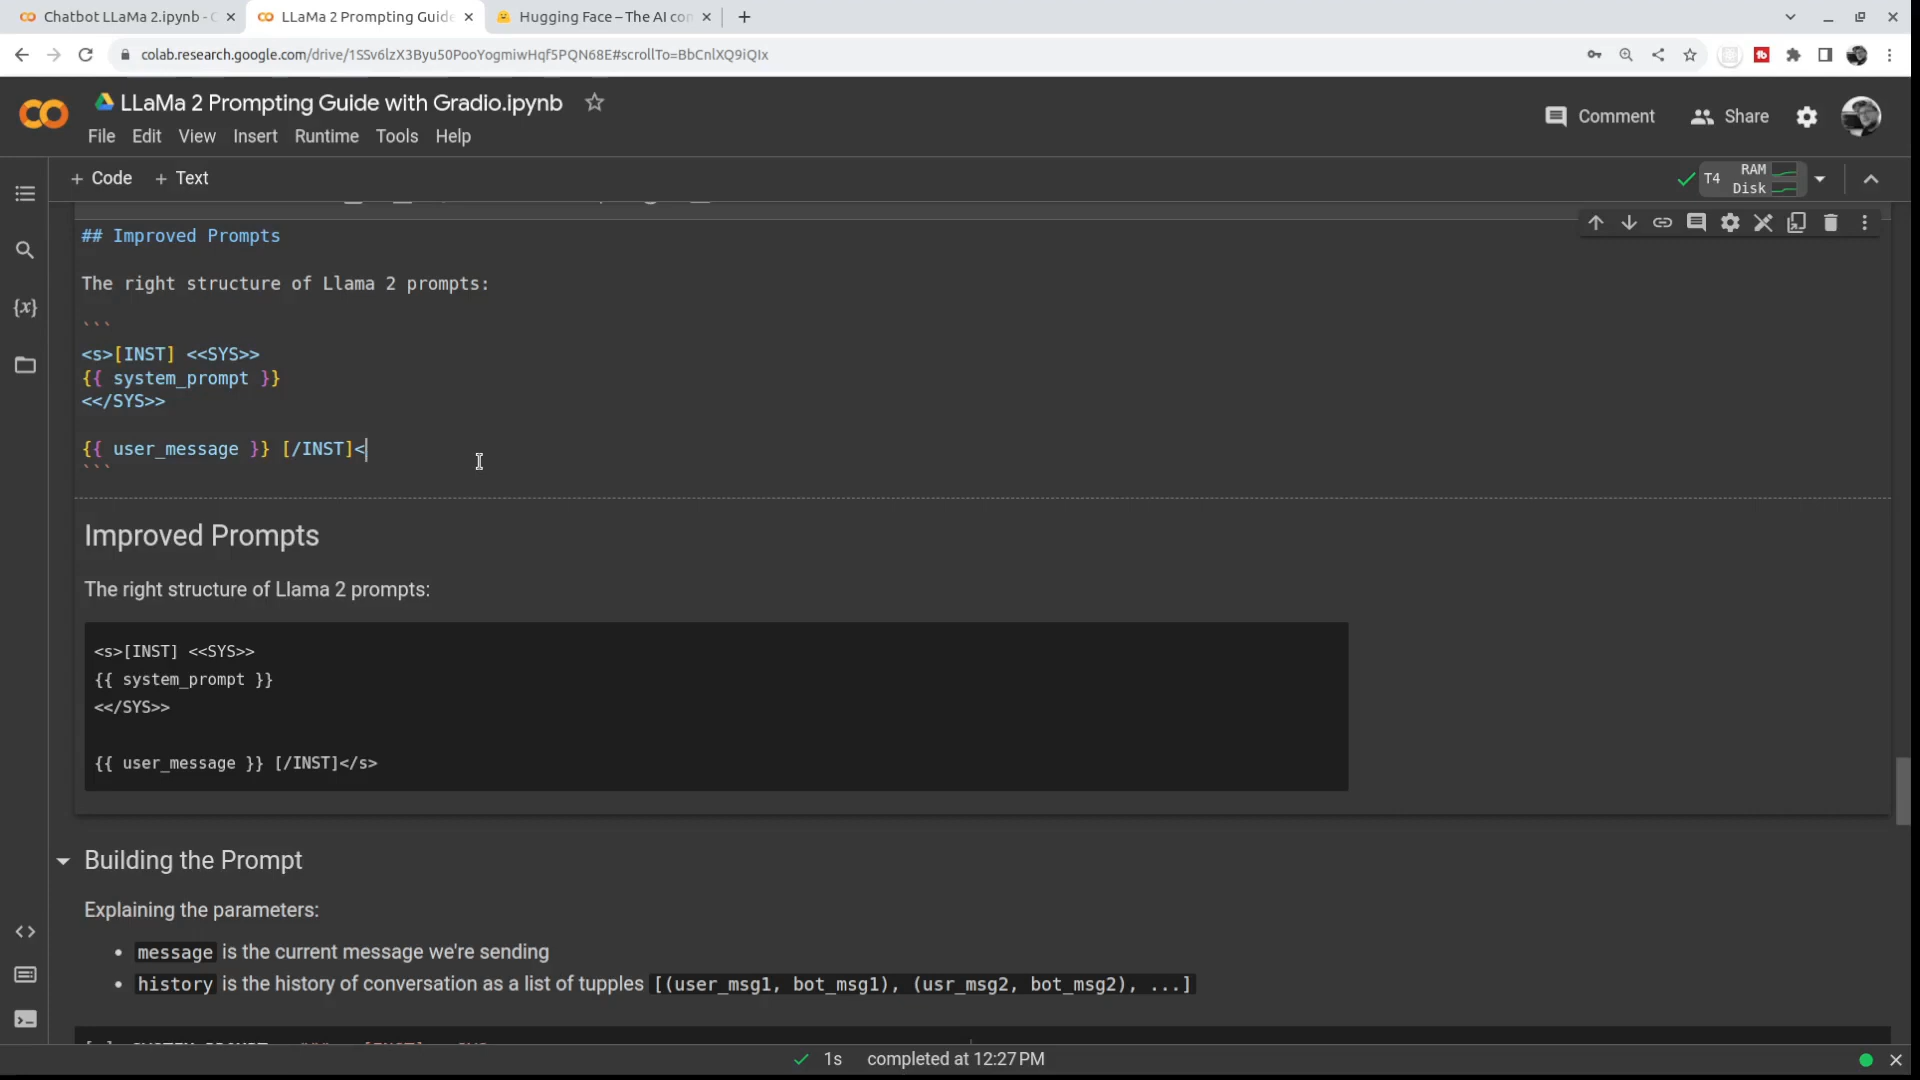 Chatbot LLaMa 2.ipynb - C
LLaMa 2 Prompting Guide
Hugging Face – The AI con
colab.research.google.com/drive/1SSv6lzX3Byu50PooYogmiwHqf5PQN68E#scrollTo=BbCnlXQ9iQIx
LLaMa 2 Prompting Guide with Gradio.ipynb
Comment
Share
File Edit View Insert Runtime Tools Help
+ Code + Text
T4
RAM
Disk
## Improved Prompts
The right structure of Llama 2 prompts:
```
<s>[INST] <<SYS>>
{{ system_prompt }}
<</SYS>>
{{ user_message }} [/INST]<
```
Improved Prompts
The right structure of Llama 2 prompts:
<s>[INST] <<SYS>>
{{ system_prompt }}
<</SYS>>
{{ user_message }} [/INST]</s>
Building the Prompt
Explaining the parameters:
• message is the current message we're sending
• history is the history of conversation as a list of tupples [(user_msg1, bot_msg1), (usr_msg2, bot_msg2), ...]
1s completed at 12:27 PM